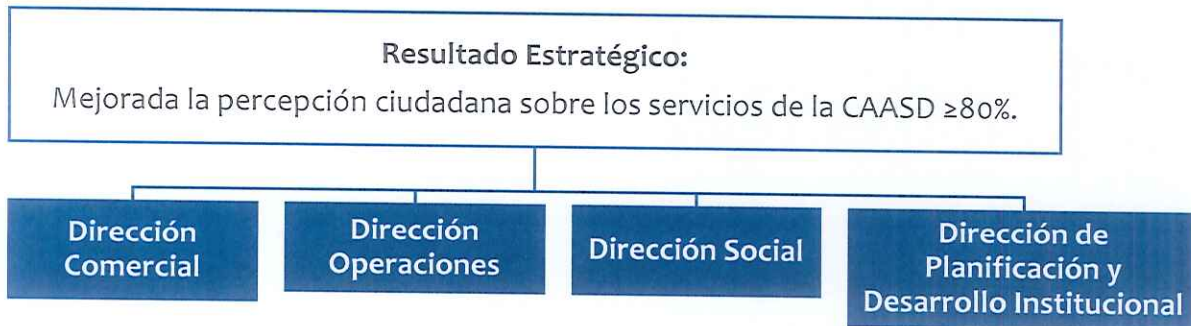 Resultado Estratégico:
Mejorada la percepción ciudadana sobre los servicios de la CAASD ≥80%.
Dirección
Comercial
Dirección
Operaciones
Dirección Social
Dirección de
Planificación y
Desarrollo Institucional